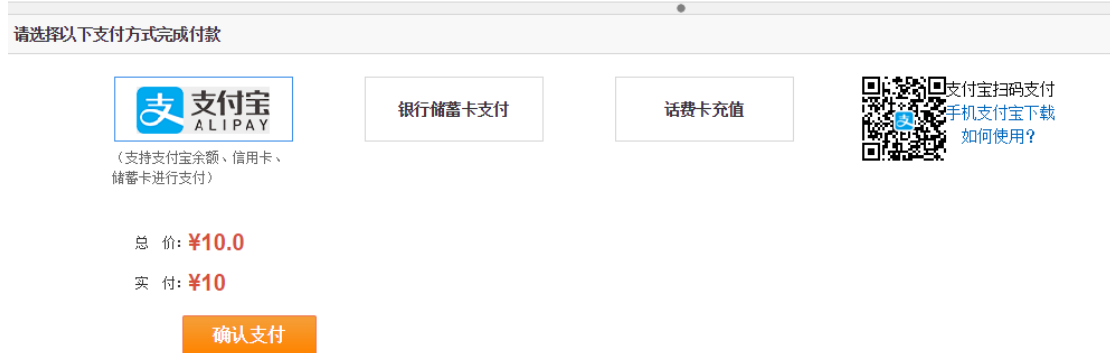 请选择以下支付方式完成付款
支付宝
ALIPAY
银行储蓄卡支付
话费卡充值
支付宝扫码支付
手机支付宝下载
如何使用?
(支持支付宝余额、信用卡、
储蓄卡进行支付)
总 价: ¥10.0
实 付: ¥10
确认支付